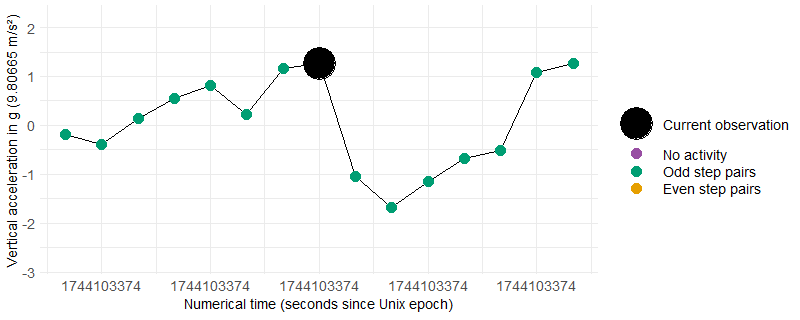 Vertical acceleration in g (9.80665 m/s²)
2
1
0
-1
-2
-3
1744103374 1744103374 1744103374 1744103374 1744103374
Numerical time (seconds since Unix epoch)
Current observation
No activity
Odd step pairs
Even step pairs